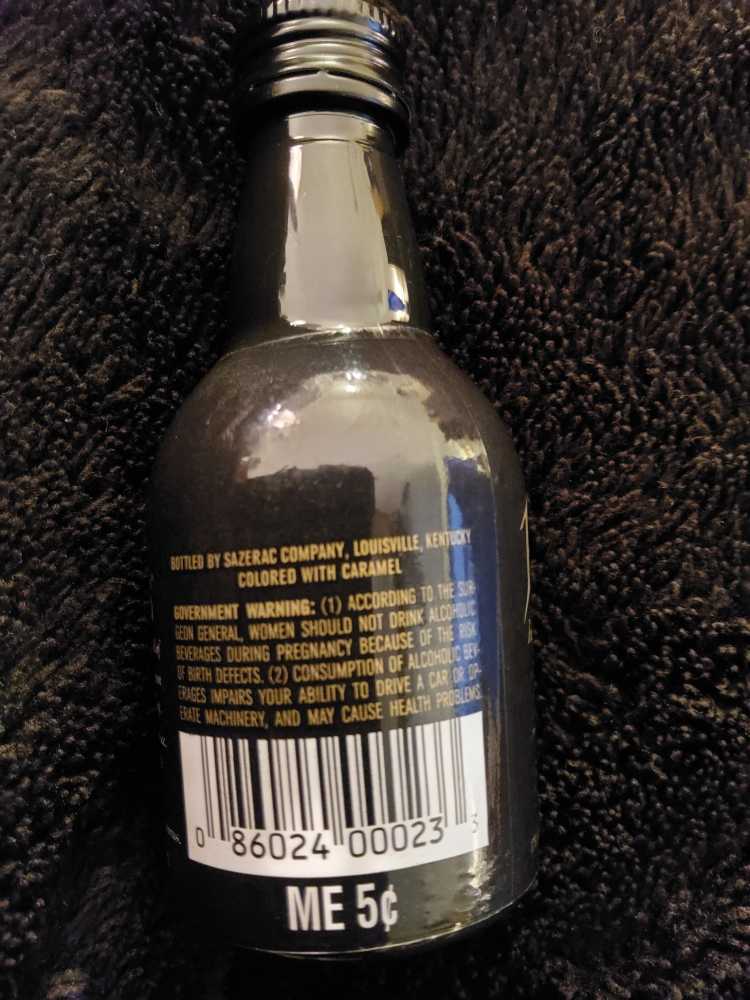 BOTTLED BY SAZERAC COMPANY, LOUISVILLE, KENTUCKY
COLORED WITH CARAMEL
GOVERNMENT WARNING: (1) ACCORDING TO THE SUR-
GEON GENERAL, WOMEN SHOULD NOT DRINK ALCOHOLIC
BEVERAGES DURING PREGNANCY BECAUSE OF THE RISK
OF BIRTH DEFECTS. (2) CONSUMPTION OF ALCOHOLIC BEV-
ERAGES IMPAIRS YOUR ABILITY TO DRIVE A CAR OR OP-
ERATE MACHINERY, AND MAY CAUSE HEALTH PROBLEMS.
0 86024 00023 3
ME 5¢